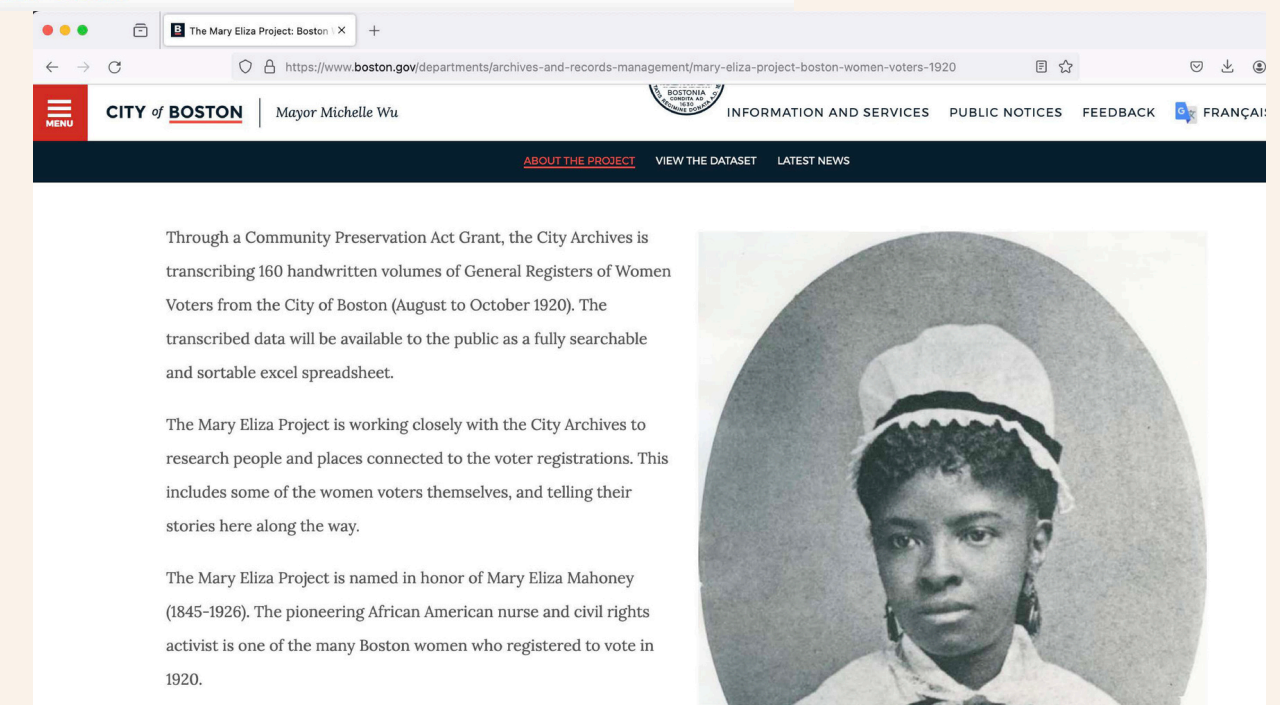 The Mary Eliza Project: Boston
https://www.boston.gov/departments/archives-and-records-management/mary-eliza-project-boston-women-voters-1920
MENU
CITY of BOSTON
Mayor Michelle Wu
BOSTONIA
CONDITA AD
1630
INFORMATION AND SERVICES
PUBLIC NOTICES
FEEDBACK
FRANÇAIS
ABOUT THE PROJECT
VIEW THE DATASET
LATEST NEWS
Through a Community Preservation Act Grant, the City Archives is
transcribing 160 handwritten volumes of General Registers of Women
Voters from the City of Boston (August to October 1920). The
transcribed data will be available to the public as a fully searchable
and sortable excel spreadsheet.
The Mary Eliza Project is working closely with the City Archives to
research people and places connected to the voter registrations. This
includes some of the women voters themselves, and telling their
stories here along the way.
The Mary Eliza Project is named in honor of Mary Eliza Mahoney
(1845-1926). The pioneering African American nurse and civil rights
activist is one of the many Boston women who registered to vote in
1920.